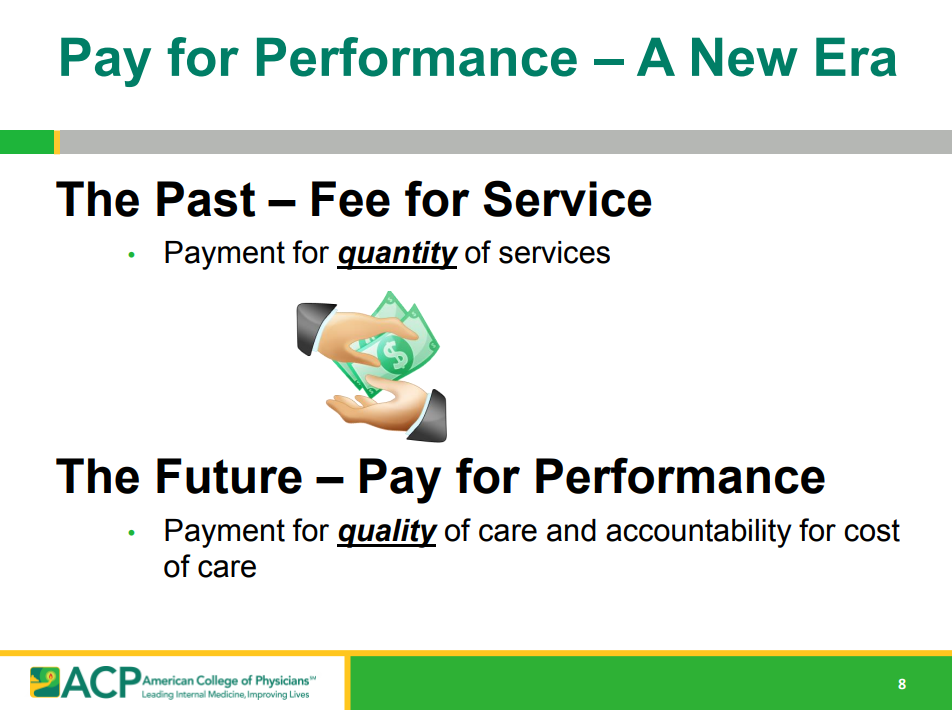 Pay for Performance – A New Era
The Past – Fee for Service
• Payment for quantity of services
$
The Future – Pay for Performance
• Payment for quality of care and accountability for cost
of care
ACP American College of Physicians℠
Leading Internal Medicine, Improving Lives
8